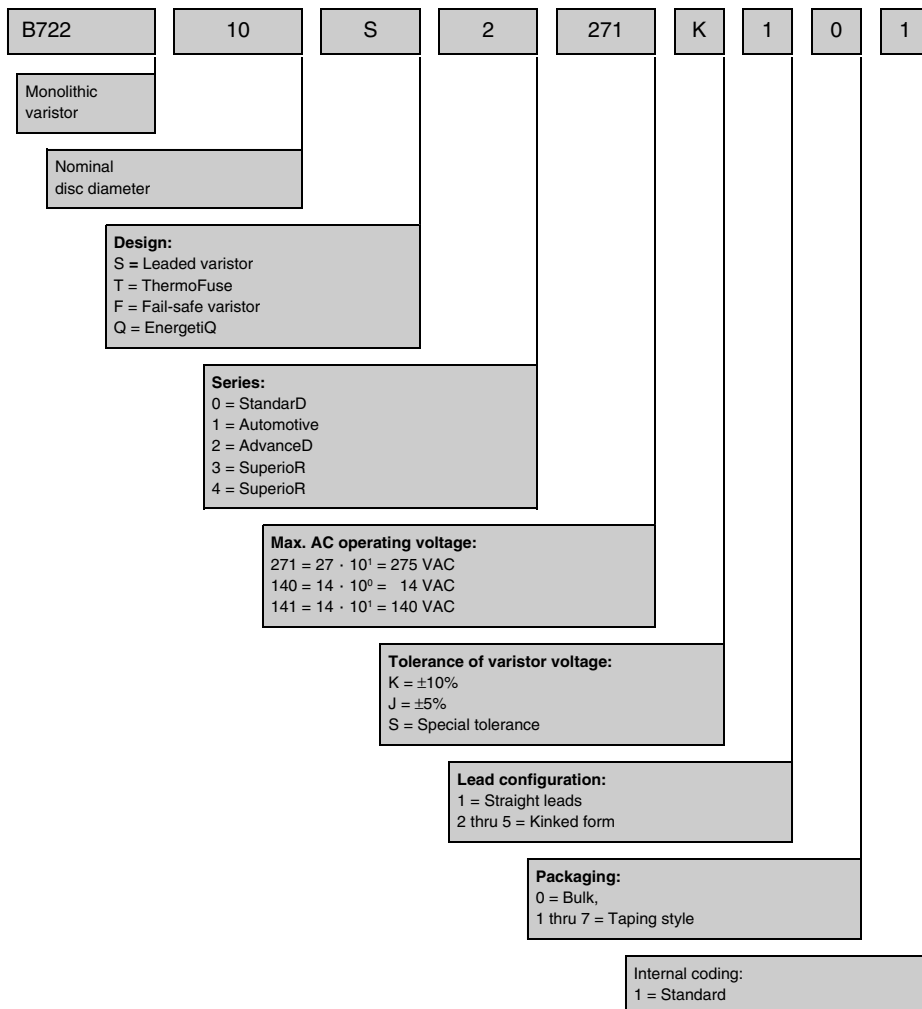 B722 10 S 2 271 K 1 0 1
Monolithic
varistor
Nominal
disc diameter
Design:
S = Leaded varistor
T = ThermoFuse
F = Fail-safe varistor
Q = EnergetiQ
Series:
0 = StandarD
1 = Automotive
2 = AdvanceD
3 = SuperioR
4 = SuperioR
Max. AC operating voltage:
271 = 27 · 10¹ = 275 VAC
140 = 14 · 10⁰ = 14 VAC
141 = 14 · 10¹ = 140 VAC
Tolerance of varistor voltage:
K = ±10%
J = ±5%
S = Special tolerance
Lead configuration:
1 = Straight leads
2 thru 5 = Kinked form
Packaging:
0 = Bulk,
1 thru 7 = Taping style
Internal coding:
1 = Standard